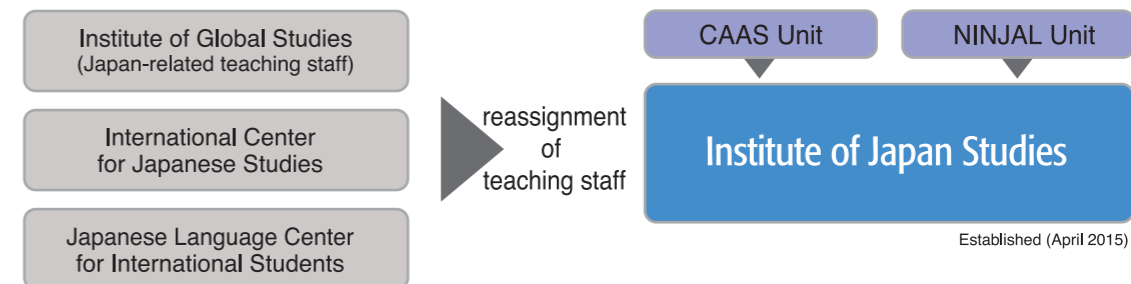 Institute of Global Studies
(Japan-related teaching staff)
International Center
for Japanese Studies
Japanese Language Center
for International Students
reassignment
of
teaching staff
CAAS Unit
NINJAL Unit
Institute of Japan Studies
Established (April 2015)